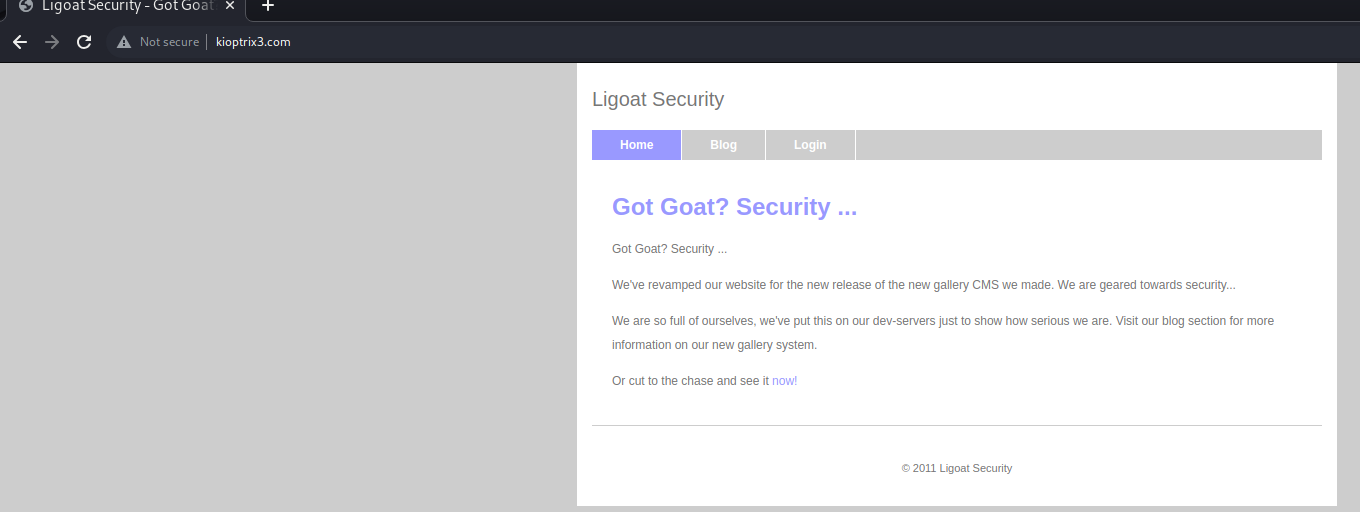 Ligoat Security - Got Goat
Not secure kioptrix3.com
Ligoat Security
Home Blog Login
Got Goat? Security ...
Got Goat? Security ...
We've revamped our website for the new release of the new gallery CMS we made. We are geared towards security...
We are so full of ourselves, we've put this on our dev-servers just to show how serious we are. Visit our blog section for more
information on our new gallery system.
Or cut to the chase and see it now!
© 2011 Ligoat Security